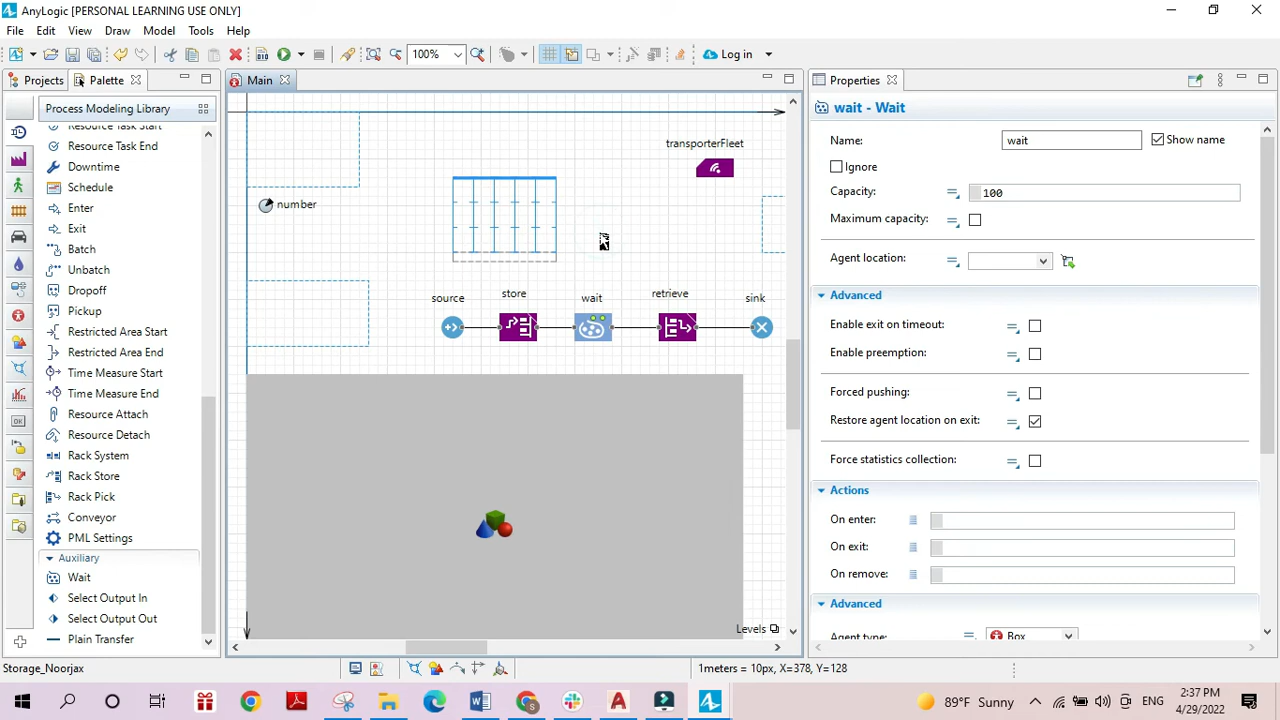 AnyLogic [PERSONAL LEARNING USE ONLY]
File Edit View Draw Model Tools Help
100% Log in
Projects Palette Main Properties
Process Modeling Library
Resource Task Start
Resource Task End
Downtime
Schedule
Enter
Exit
Batch
Unbatch
Dropoff
Pickup
Restricted Area Start
Restricted Area End
Time Measure Start
Time Measure End
Resource Attach
Resource Detach
Rack System
Rack Store
Rack Pick
Conveyor
PML Settings
Auxiliary
Wait
Select Output In
Select Output Out
Plain Transfer
transporterFleet
number
source store wait retrieve sink
Levels
wait - Wait
Name: wait Show name
Ignore
Capacity: 100
Maximum capacity:
Agent location:
Advanced
Enable exit on timeout:
Enable preemption:
Forced pushing:
Restore agent location on exit:
Force statistics collection:
Actions
On enter:
On exit:
On remove:
Advanced
Agent type: Box
Storage_Noorjax 1meters = 10px, X=378, Y=128
89°F Sunny ENG 2:37 PM
4/29/2022